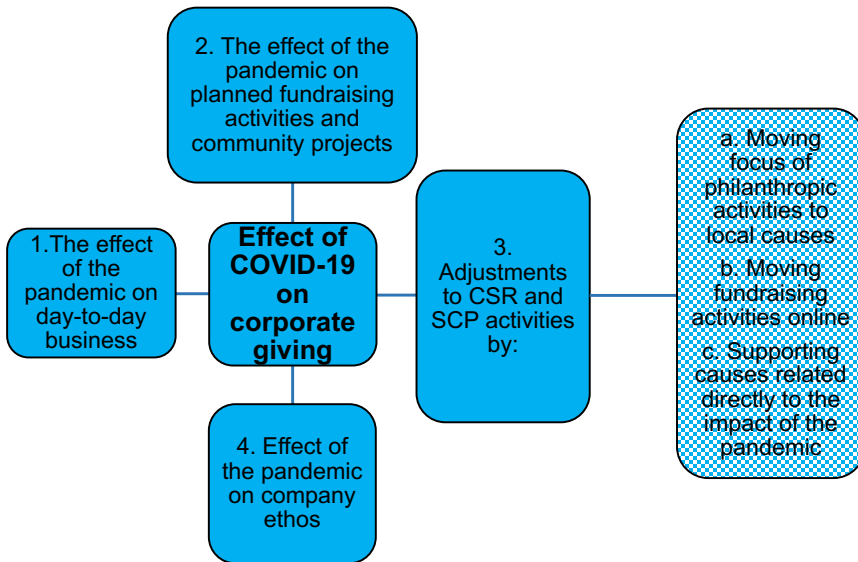 2. The effect of the
pandemic on
planned fundraising
activities and
community projects
1.The effect
of the
pandemic on
day-to-day
business
Effect of
COVID-19
on
corporate
giving
3.
Adjustments
to CSR and
SCP activities
by:
a. Moving
focus of
philanthropic
activities to
local causes
b. Moving
fundraising
activities online
c. Supporting
causes related
directly to the
impact of the
pandemic
4. Effect of
the pandemic
on company
ethos